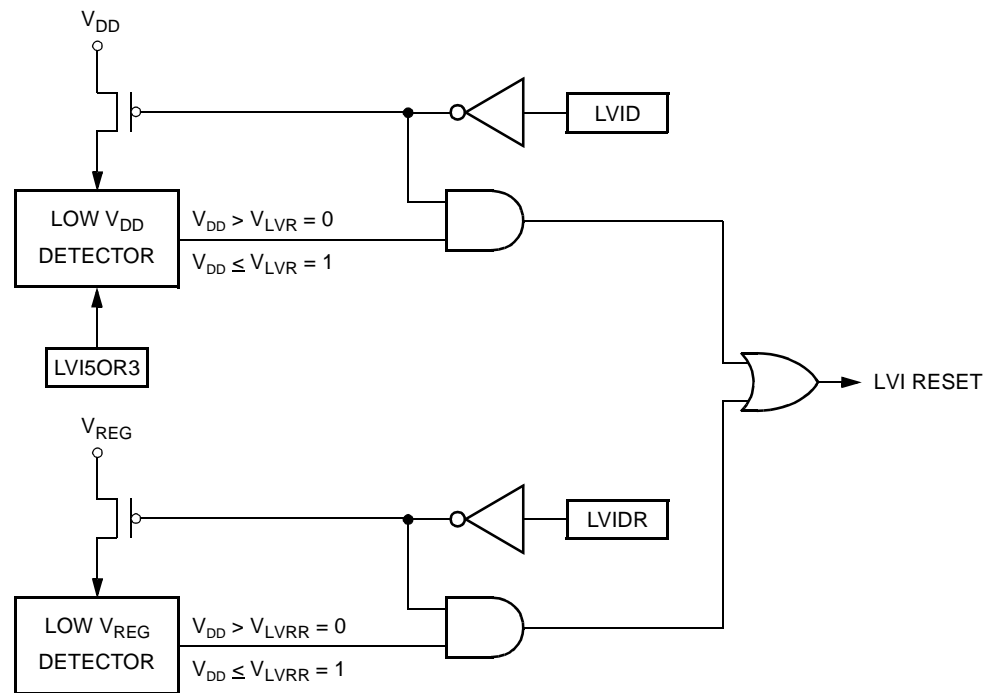 VDD
LVID
LOW VDD
DETECTOR
VDD > VLVR = 0
VDD ≤ VLVR = 1
LVI5OR3
LVI RESET
VREG
LVIDR
LOW VREG
DETECTOR
VDD > VLVRR = 0
VDD ≤ VLVRR = 1